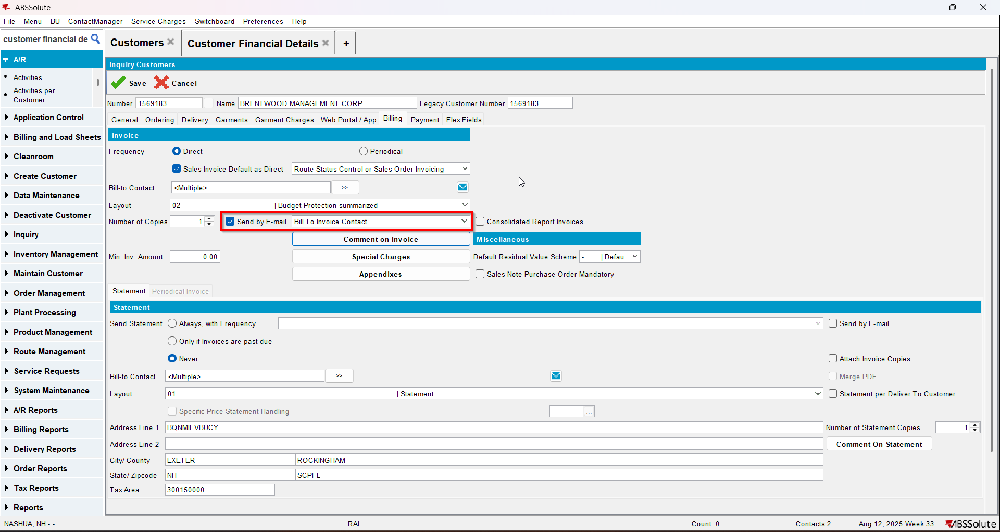 ABSSolute
File Menu BU ContactManager Service Charges Switchboard Preferences Help
customer financial de
Customers Customer Financial Details +
A/R
Activities
Activities per
Customer
Application Control
Billing and Load Sheets
Cleanroom
Create Customer
Data Maintenance
Deactivate Customer
Inquiry
Inventory Management
Maintain Customer
Order Management
Plant Processing
Product Management
Route Management
Service Requests
System Maintenance
A/R Reports
Billing Reports
Delivery Reports
Order Reports
Tax Reports
Reports
Inquiry Customers
Save Cancel
Number 1569183 ... Name BRENTWOOD MANAGEMENT CORP Legacy Customer Number 1569183
General Ordering Delivery Garments Garment Charges Web Portal / App Billing Payment Flex Fields
Invoice
Frequency Direct Periodical
Sales Invoice Default as Direct Route Status Control or Sales Order Invoicing
Bill-to Contact <Multiple> >>
Layout 02 | Budget Protection summarized
Number of Copies 1 Send by E-mail Bill To Invoice Contact Consolidated Report Invoices
Comment on Invoice Miscellaneous
Min. Inv. Amount 0.00 Special Charges Default Residual Value Scheme - | Defau
Appendixes Sales Note Purchase Order Mandatory
Statement Periodical Invoice
Statement
Send Statement Always, with Frequency Send by E-mail
Only if Invoices are past due
Never Attach Invoice Copies
Bill-to Contact <Multiple> >> Merge PDF
Layout 01 | Statement Statement per Deliver To Customer
Specific Price Statement Handling ...
Address Line 1 BQNMIFVBUCY Number of Statement Copies 1
Address Line 2 Comment On Statement
City/ County EXETER ROCKINGHAM
State/ Zipcode NH SCPFL
Tax Area 300150000
NASHUA, NH - - RAL Count: 0 Contacts 2 Aug 12, 2025 Week 33 ABSSolute